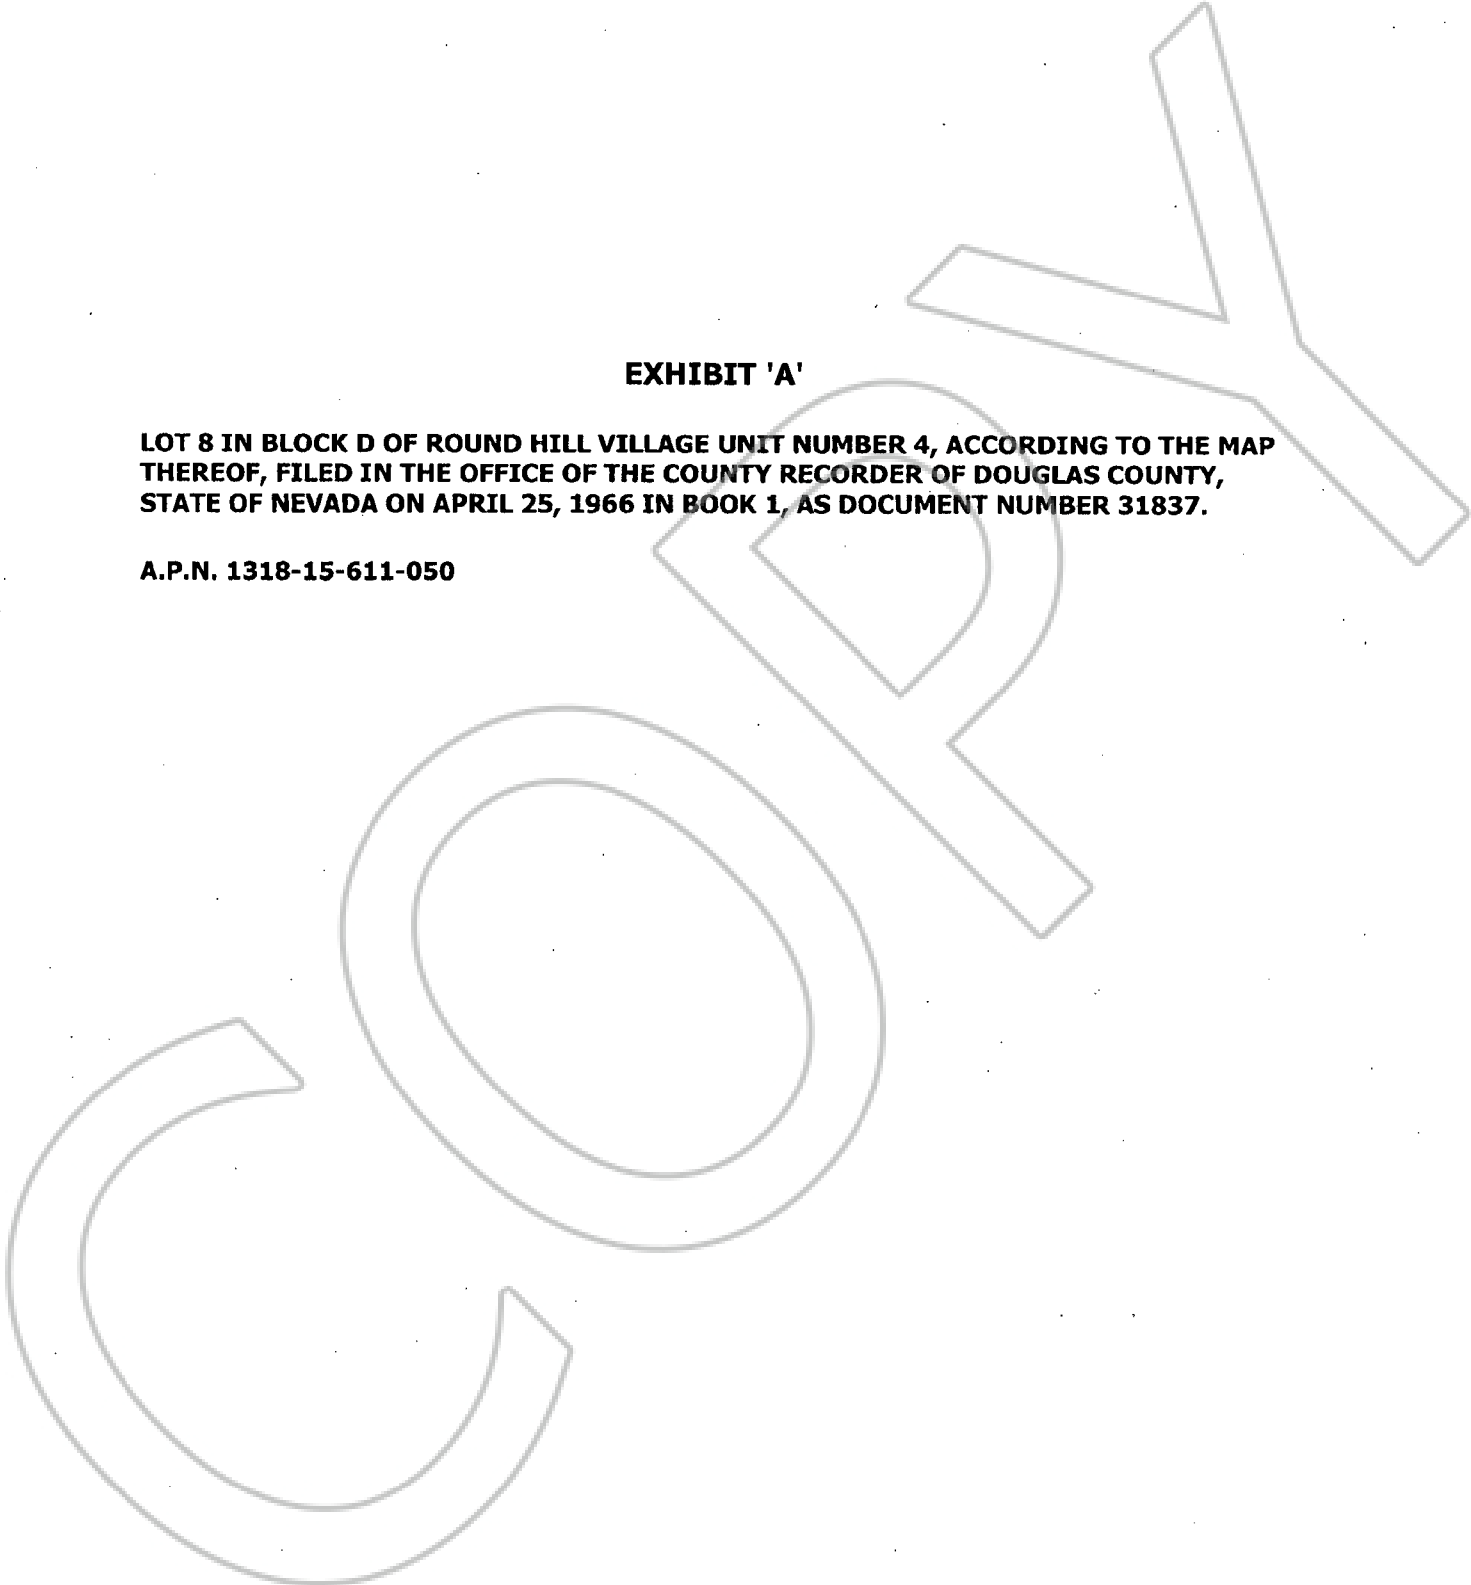 EXHIBIT 'A'
LOT 8 IN BLOCK D OF ROUND HILL VILLAGE UNIT NUMBER 4, ACCORDING TO THE MAP
THEREOF, FILED IN THE OFFICE OF THE COUNTY RECORDER OF DOUGLAS COUNTY,
STATE OF NEVADA ON APRIL 25, 1966 IN BOOK 1, AS DOCUMENT NUMBER 31837.
A.P.N. 1318-15-611-050
COPY